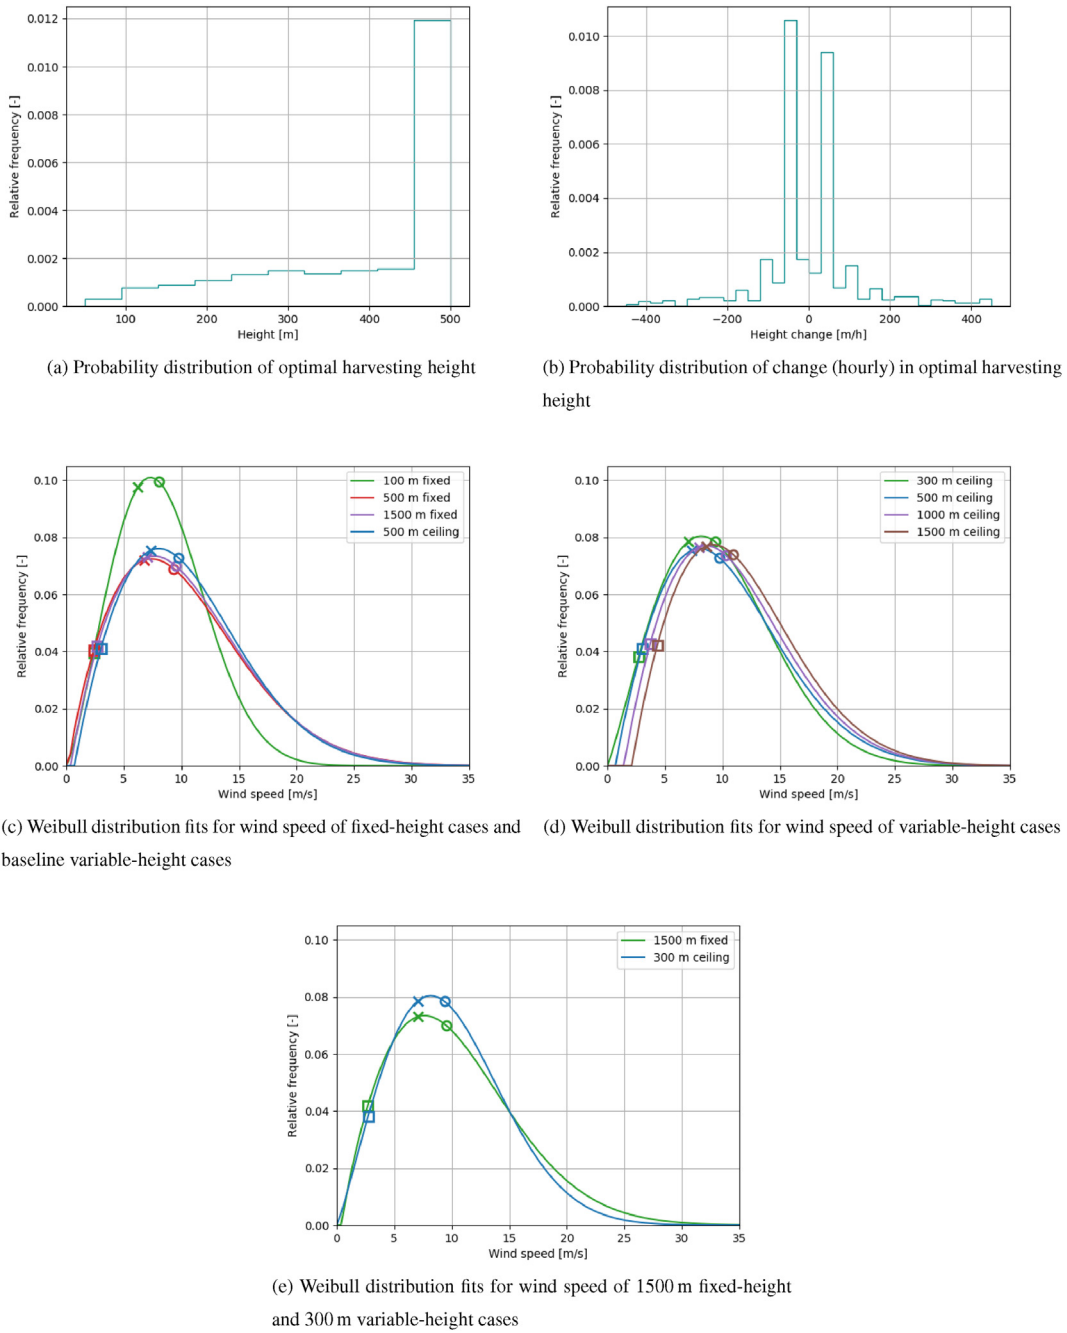 0.012
0.010
0.008
0.006
0.004
0.002
0.000
Relative frequency [-]
100 200 300 400 500
Height [m]
(a) Probability distribution of optimal harvesting height
0.010
0.008
0.006
0.004
0.002
0.000
Relative frequency [-]
−400 −200 0 200 400
Height change [m/h]
(b) Probability distribution of change (hourly) in optimal harvesting
height
0.10
0.08
0.06
0.04
0.02
0.00
Relative frequency [-]
100 m fixed
500 m fixed
1500 m fixed
500 m ceiling
0 5 10 15 20 25 30 35
Wind speed [m/s]
(c) Weibull distribution fits for wind speed of fixed-height cases and
baseline variable-height cases
0.10
0.08
0.06
0.04
0.02
0.00
Relative frequency [-]
300 m ceiling
500 m ceiling
1000 m ceiling
1500 m ceiling
0 5 10 15 20 25 30 35
Wind speed [m/s]
(d) Weibull distribution fits for wind speed of variable-height cases
0.10
0.08
0.06
0.04
0.02
0.00
Relative frequency [-]
1500 m fixed
300 m ceiling
0 5 10 15 20 25 30 35
Wind speed [m/s]
(e) Weibull distribution fits for wind speed of 1500 m fixed-height
and 300 m variable-height cases